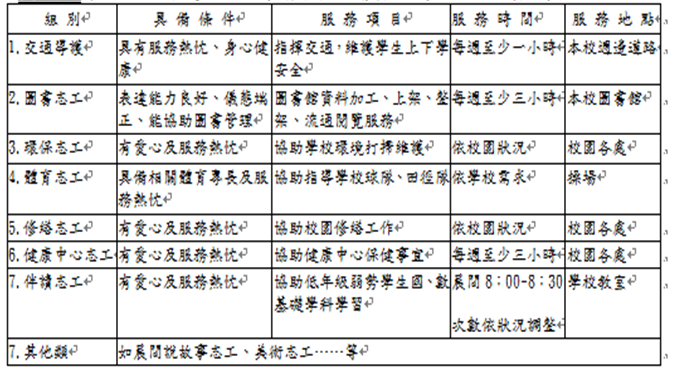 組別 具備條件 服務項目 服務時間 服務地點
1.交通導護 具有服務熱忱、身心健 指揮交通，維護學生上下學 每週至少一小時 本校週邊道路
康 安全
2.圖書志工 表達能力良好、儀態端 圖書館資料加工、上架、整 每週至少三小時 本校圖書館
正、能協助圖書管理 架、流通閱覽服務
3.環保志工 有愛心及服務熱忱 協助學校環境打掃維護 依校園狀況 校園各處
4.體育志工 具備相關體育專長及服 協助指導學校球隊、田徑隊 依學校需求 操場
務熱忱
5.修繕志工 有愛心及服務熱忱 協助校園修繕工作 依校園狀況 校園各處
6.健康中心志工 有愛心及服務熱忱 協助健康中心保健事宜 每週至少三小時 校園各處
7.伴讀志工 有愛心及服務熱忱 協助低年級弱勢學生國、數 晨間8：00-8：30 學校教室
基礎學科學習
次數依狀況調整
7.其他類 如晨間說故事志工、美術志工……等